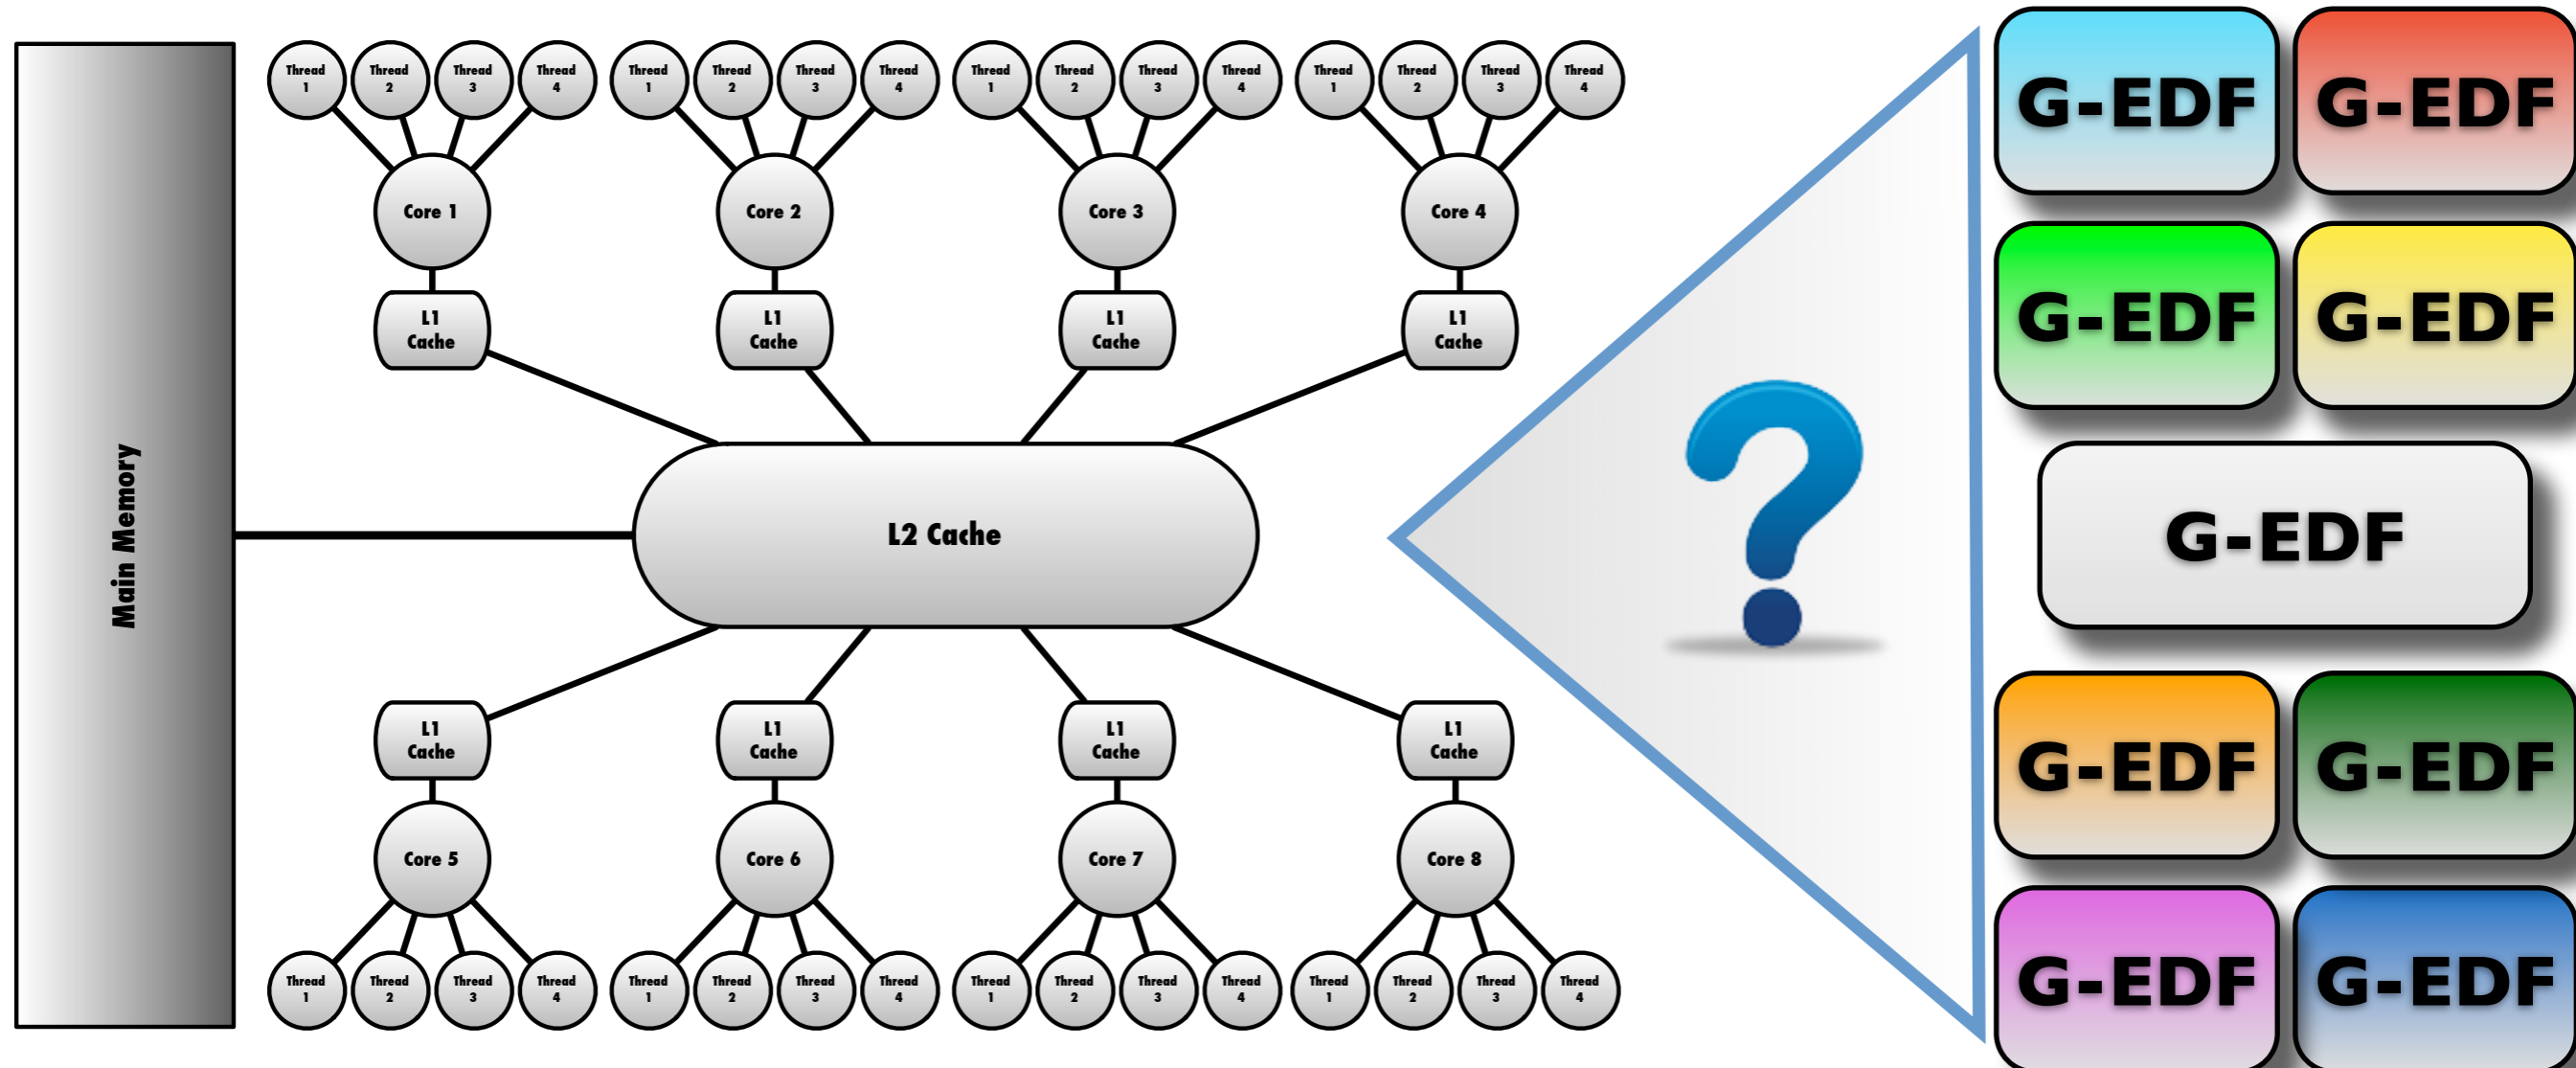 Main Memory
Thread
1
Thread
2
Thread
3
Thread
4
Thread
1
Thread
2
Thread
3
Thread
4
Thread
1
Thread
2
Thread
3
Thread
4
Thread
1
Thread
2
Thread
3
Thread
4
Core 1
Core 2
Core 3
Core 4
L1
Cache
L1
Cache
L1
Cache
L1
Cache
L2 Cache
L1
Cache
L1
Cache
L1
Cache
L1
Cache
Core 5
Core 6
Core 7
Core 8
Thread
1
Thread
2
Thread
3
Thread
4
Thread
1
Thread
2
Thread
3
Thread
4
Thread
1
Thread
2
Thread
3
Thread
4
Thread
1
Thread
2
Thread
3
Thread
4
?
G-EDF
G-EDF
G-EDF
G-EDF
G-EDF
G-EDF
G-EDF
G-EDF
G-EDF